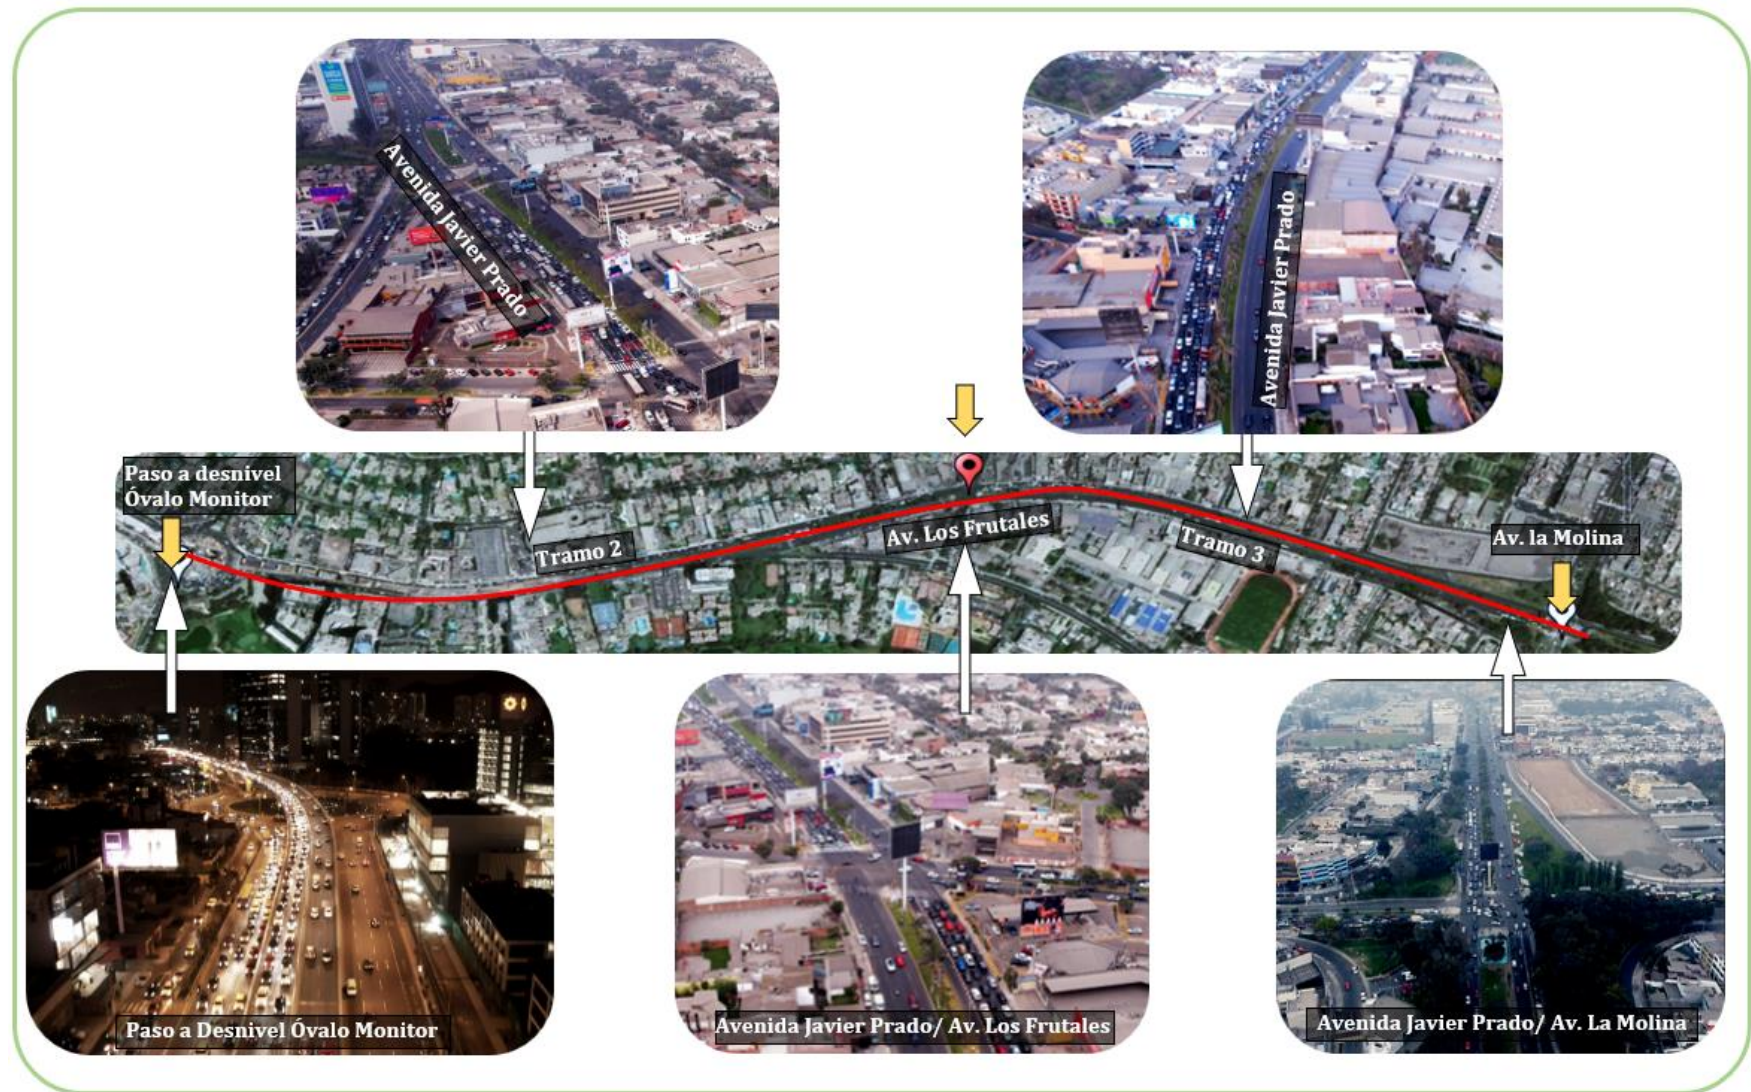 Avenida Javier Prado
Avenida Javier Prado
Paso a desnivel
Óvalo Monitor
Tramo 2
Av. Los Frutales
Tramo 3
Av. la Molina
Paso a Desnivel Óvalo Monitor
Avenida Javier Prado/ Av. Los Frutales
Avenida Javier Prado/ Av. La Molina